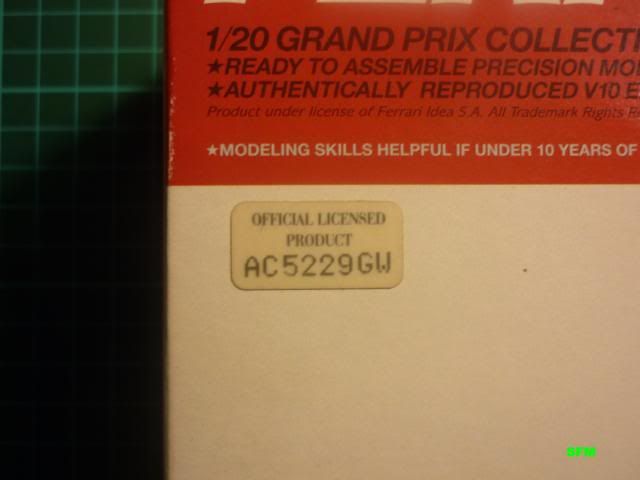 1/20 GRAND PRIX COLLECTI
★READY TO ASSEMBLE PRECISION MO
★AUTHENTICALLY REPRODUCED V10 E
Product under license of Ferrari Idea S.A. All Trademark Rights R
★MODELING SKILLS HELPFUL IF UNDER 10 YEARS OF
OFFICIAL LICENSED
PRODUCT
AC5229GW
SFM